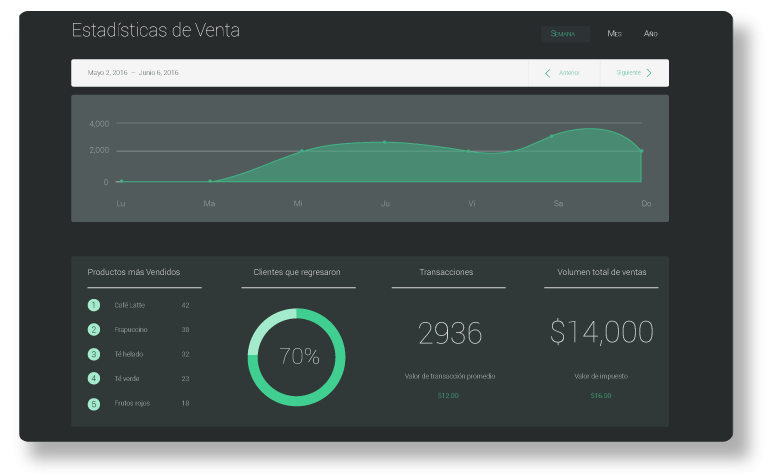 Estadísticas de Venta
Semana Mes Año
Mayo 2, 2016 – Junio 6, 2016
Anterior Siguiente
4,000
2,000
0
Lu Ma Mi Ju Vi Sa Do
Productos más Vendidos
1 Café Latte 42
2 Frapuccino 38
3 Té helado 32
4 Té verde 23
5 Frutos rojos 18
Clientes que regresaron
70%
Transacciones
2936
Valor de transacción promedio
$12.00
Volumen total de ventas
$14,000
Valor de impuesto
$16.00